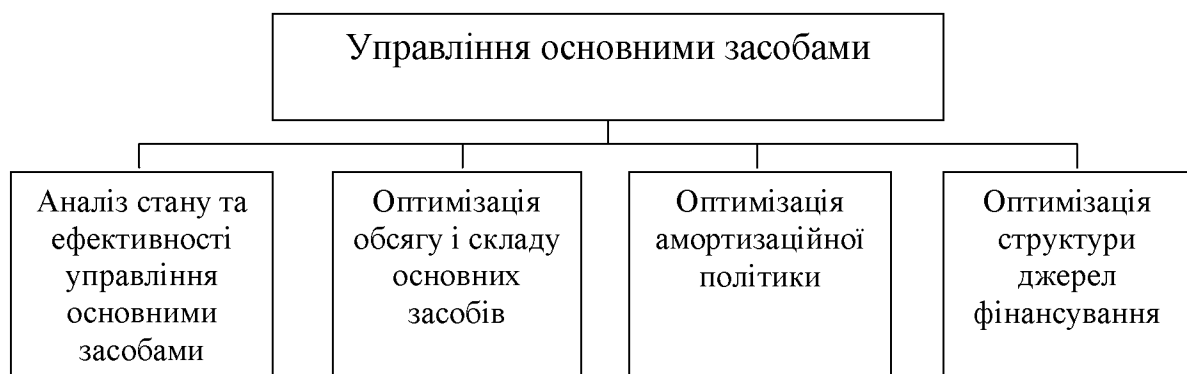 Управління основними засобами
Аналіз стану та
ефективності
управління
основними
засобами
Оптимізація
обсягу і складу
основних
засобів
Оптимізація
амортизаційної
політики
Оптимізація
структури
джерел
фінансування